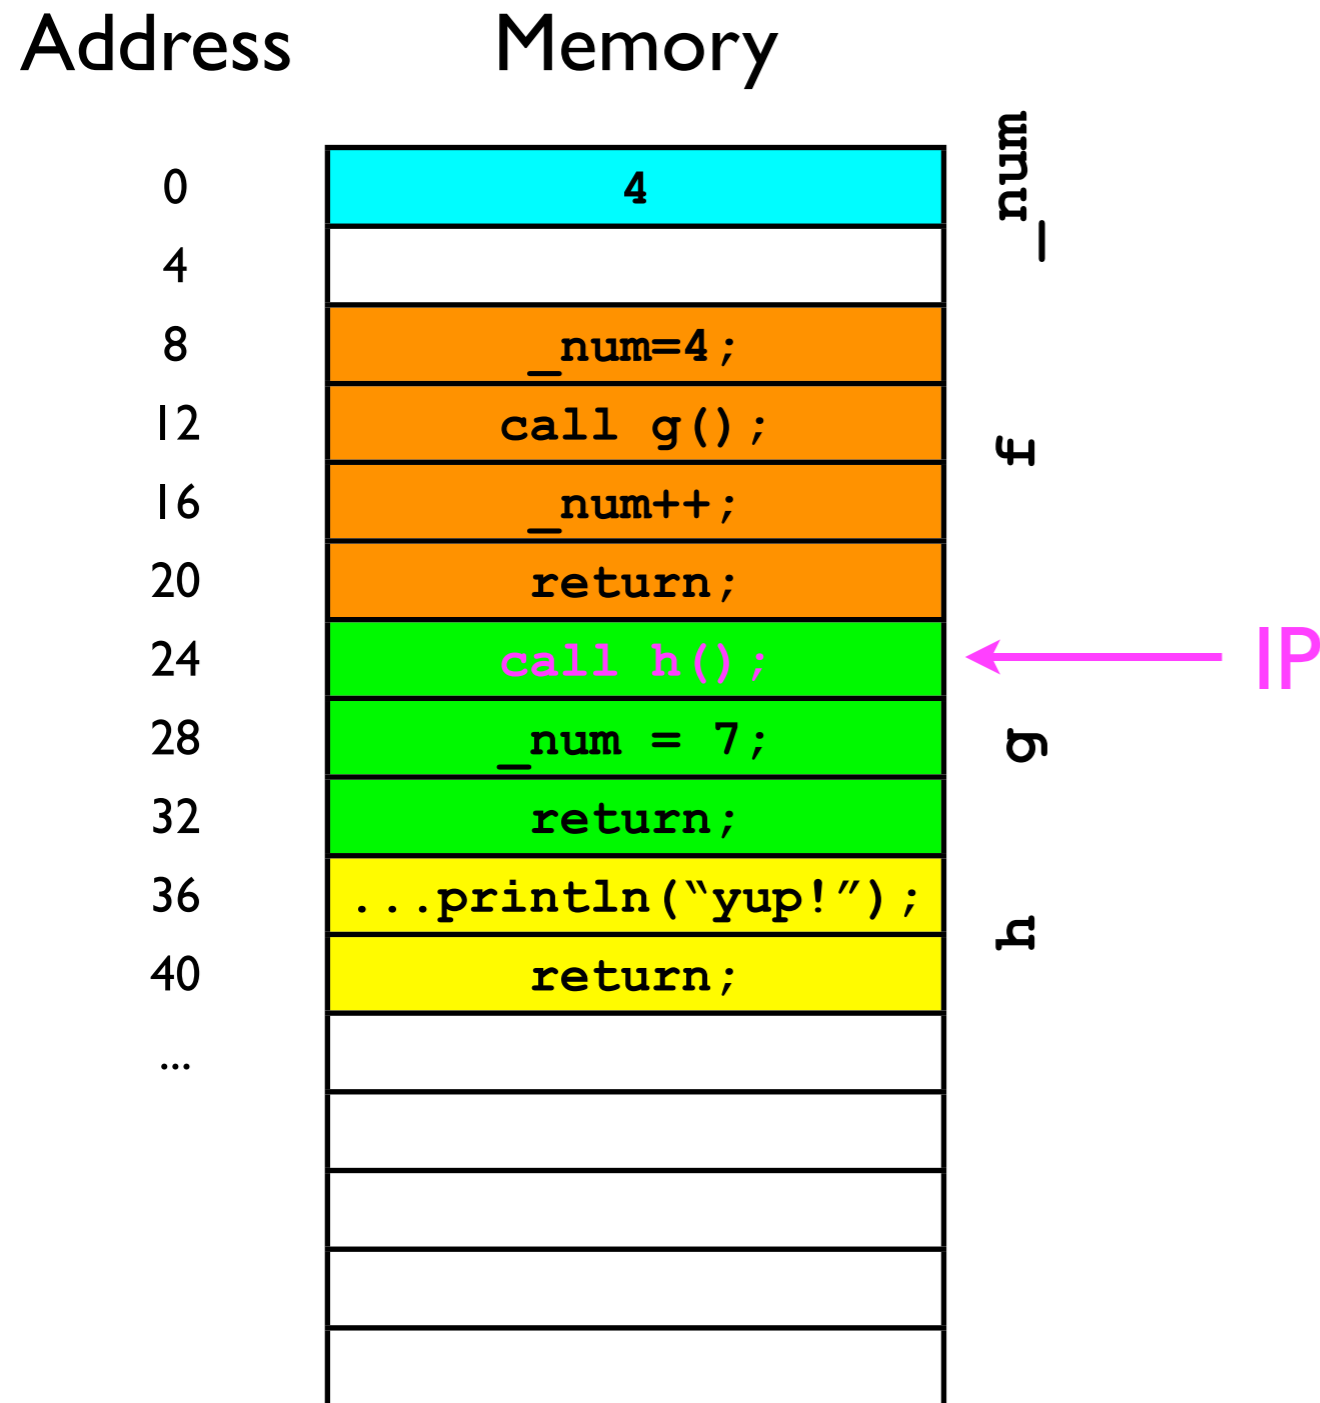 Address Memory
_num
0 4
4
8 _num=4;
12 call g();
f
16 _num++;
20 return;
24 call h(); IP
28 _num = 7;
g
32 return;
36 ...println(“yup!”);
h
40 return;
...